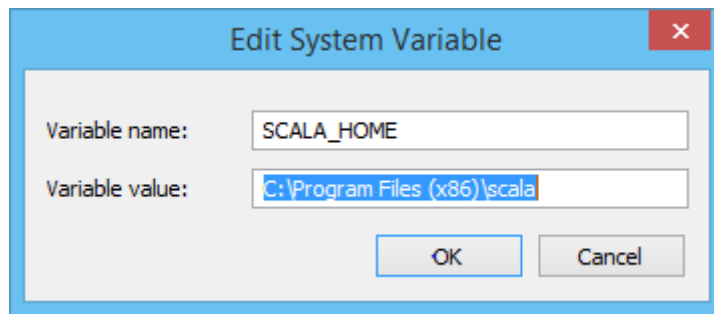 Edit System Variable
Variable name: SCALA_HOME
Variable value: C:\Program Files (x86)\scala
OK Cancel